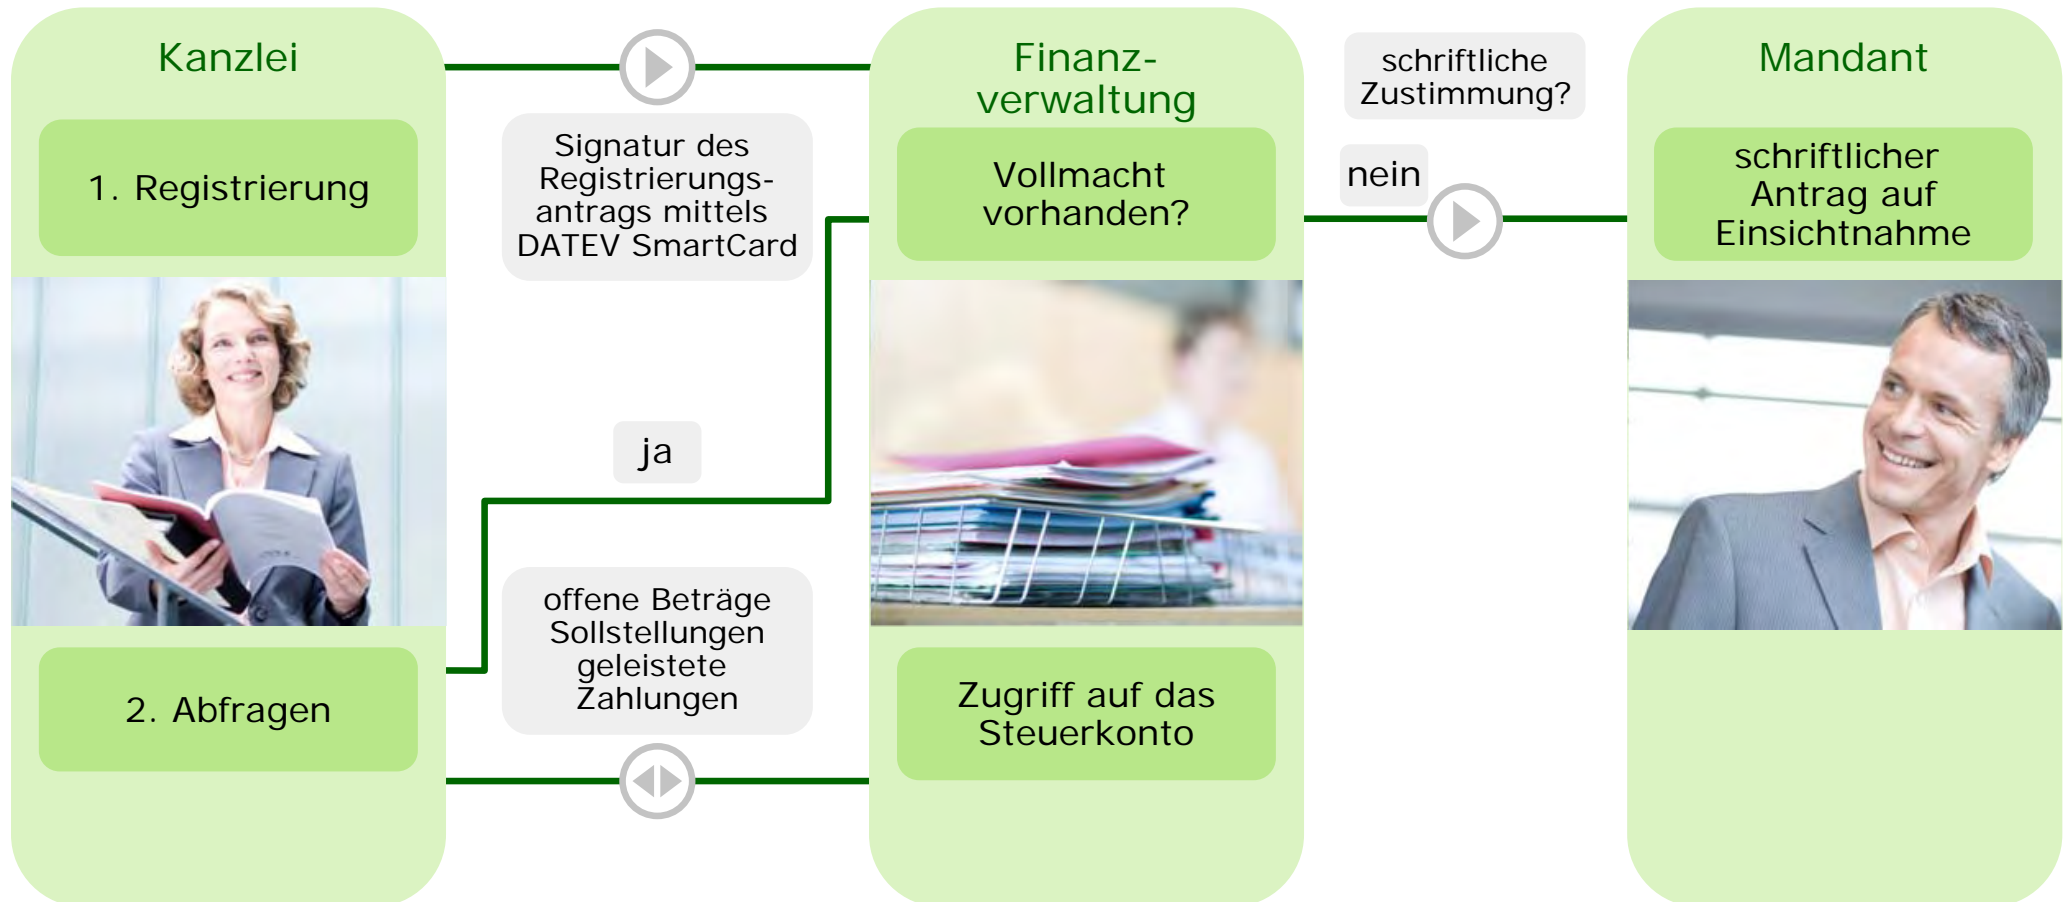 Kanzlei
1. Registrierung
2. Abfragen
Signatur des
Registrierungs-
antrags mittels
DATEV SmartCard
ja
offene Beträge
Sollstellungen
geleistete
Zahlungen
Finanz-
verwaltung
Vollmacht
vorhanden?
Zugriff auf das
Steuerkonto
schriftliche
Zustimmung?
nein
Mandant
schriftlicher
Antrag auf
Einsichtnahme